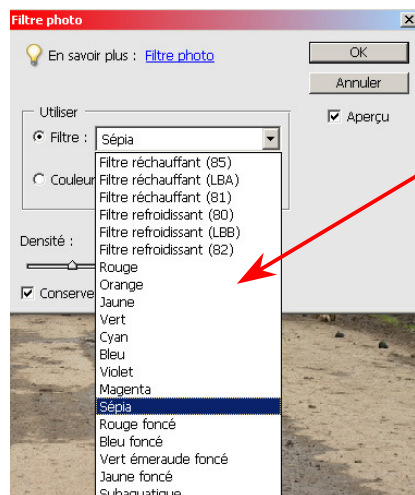 Filtre photo
En savoir plus : Filtre photo
OK
Annuler
Utiliser
Aperçu
Filtre :
Sépia
Couleur
Filtre réchauffant (85)
Filtre réchauffant (LBA)
Filtre réchauffant (81)
Filtre refroidissant (80)
Filtre refroidissant (LBB)
Filtre refroidissant (82)
Densité :
Rouge
Orange
Conserve
Jaune
Vert
Cyan
Bleu
Violet
Magenta
Sépia
Rouge foncé
Bleu foncé
Vert émeraude foncé
Jaune foncé
Subaquatique